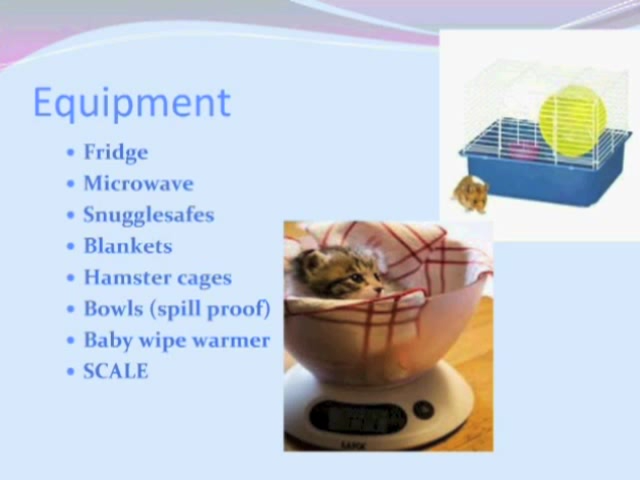 Equipment
Fridge
Microwave
Snugglesafes
Blankets
Hamster cages
Bowls (spill proof)
Baby wipe warmer
SCALE